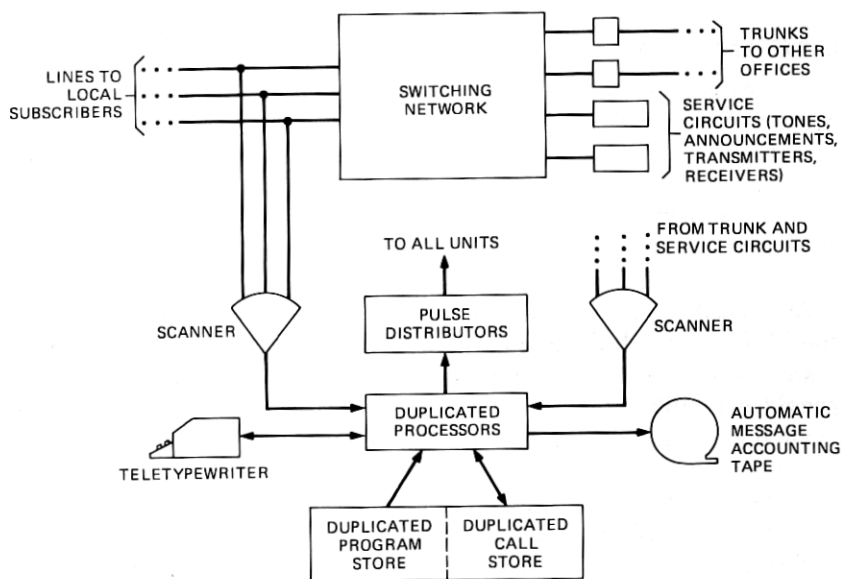 LINES TO
LOCAL
SUBSCRIBERS
SWITCHING
NETWORK
TRUNKS
TO OTHER
OFFICES
SERVICE
CIRCUITS (TONES,
ANNOUNCEMENTS,
TRANSMITTERS,
RECEIVERS)
TO ALL UNITS
FROM TRUNK AND
SERVICE CIRCUITS
SCANNER
PULSE
DISTRIBUTORS
SCANNER
DUPLICATED
PROCESSORS
TELETYPEWRITER
AUTOMATIC
MESSAGE
ACCOUNTING
TAPE
DUPLICATED
PROGRAM
STORE
DUPLICATED
CALL
STORE